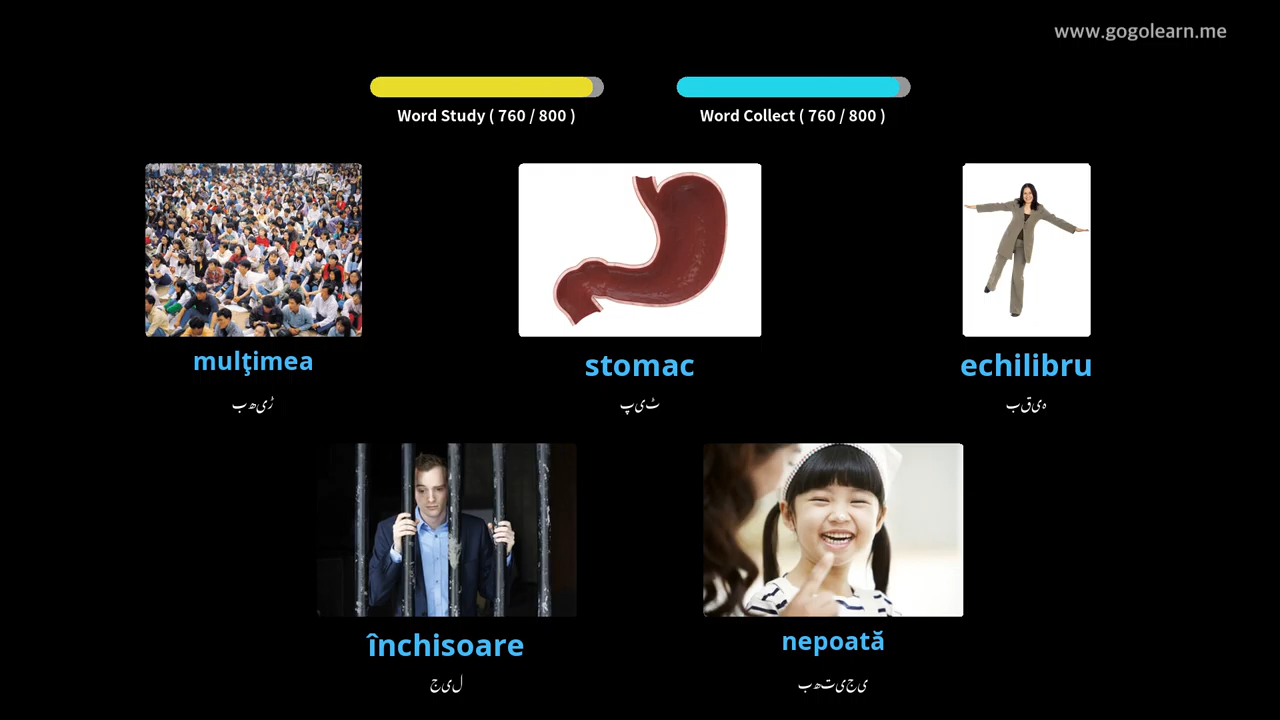 www.gogolearn.me
Word Study ( 760 / 800 )
Word Collect ( 760 / 800 )
mulţimea
stomac
echilibru
بھیڑ
پیٹ
بقیہ
închisoare
nepoată
جیل
بھتیجی